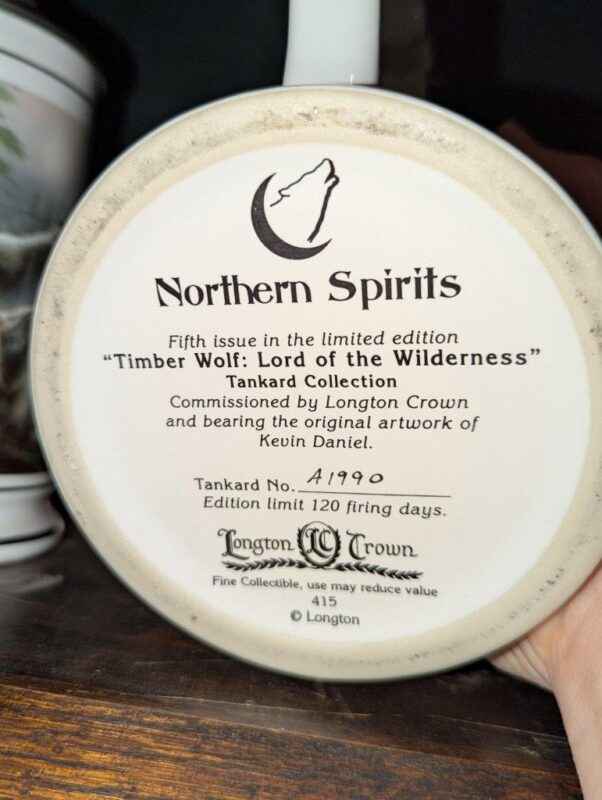 Northern Spirits
Fifth issue in the limited edition
“Timber Wolf: Lord of the Wilderness”
Tankard Collection
Commissioned by Longton Crown
and bearing the original artwork of
Kevin Daniel.
Tankard No. A1990
Edition limit 120 firing days.
Longton LC Crown
Fine Collectible, use may reduce value
415
© Longton